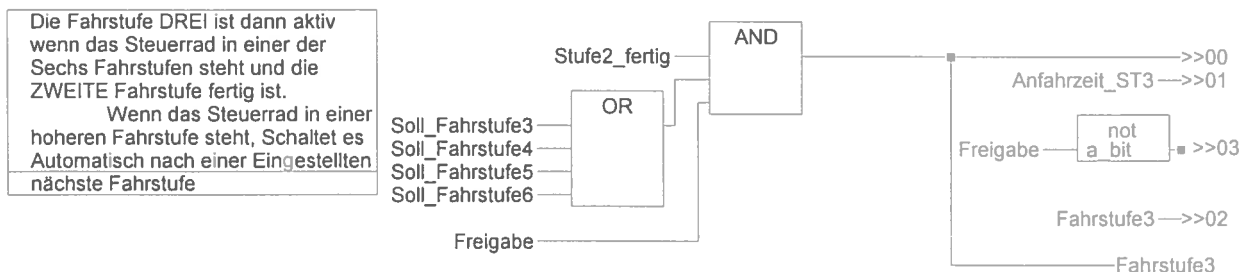 Die Fahrstufe DREI ist dann aktiv
wenn das Steuerrad in einer der
Sechs Fahrstufen steht und die
ZWEITE Fahrstufe fertig ist.
Wenn das Steuerrad in einer
hoheren Fahrstufe steht, Schaltet es
Automatisch nach einer Eingestellten
nächste Fahrstufe
Stufe2_fertig
AND
OR
Soll_Fahrstufe3
Soll_Fahrstufe4
Soll_Fahrstufe5
Soll_Fahrstufe6
Freigabe
>>00
Anfahrzeit_ST3 >>01
not
Freigabe a bit >>03
Fahrstufe3 >>02
Fahrstufe3